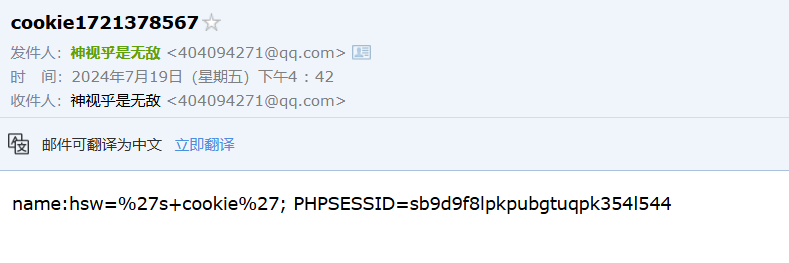 cookie1721378567
发件人：神视乎是无敌 <404094271@qq.com>
时　间：2024年7月19日（星期五）下午4：42
收件人：神视乎是无敌 <404094271@qq.com>
邮件可翻译为中文 立即翻译
name:hsw=%27s+cookie%27; PHPSESSID=sb9d9f8lpkpubgtuqpk354l544